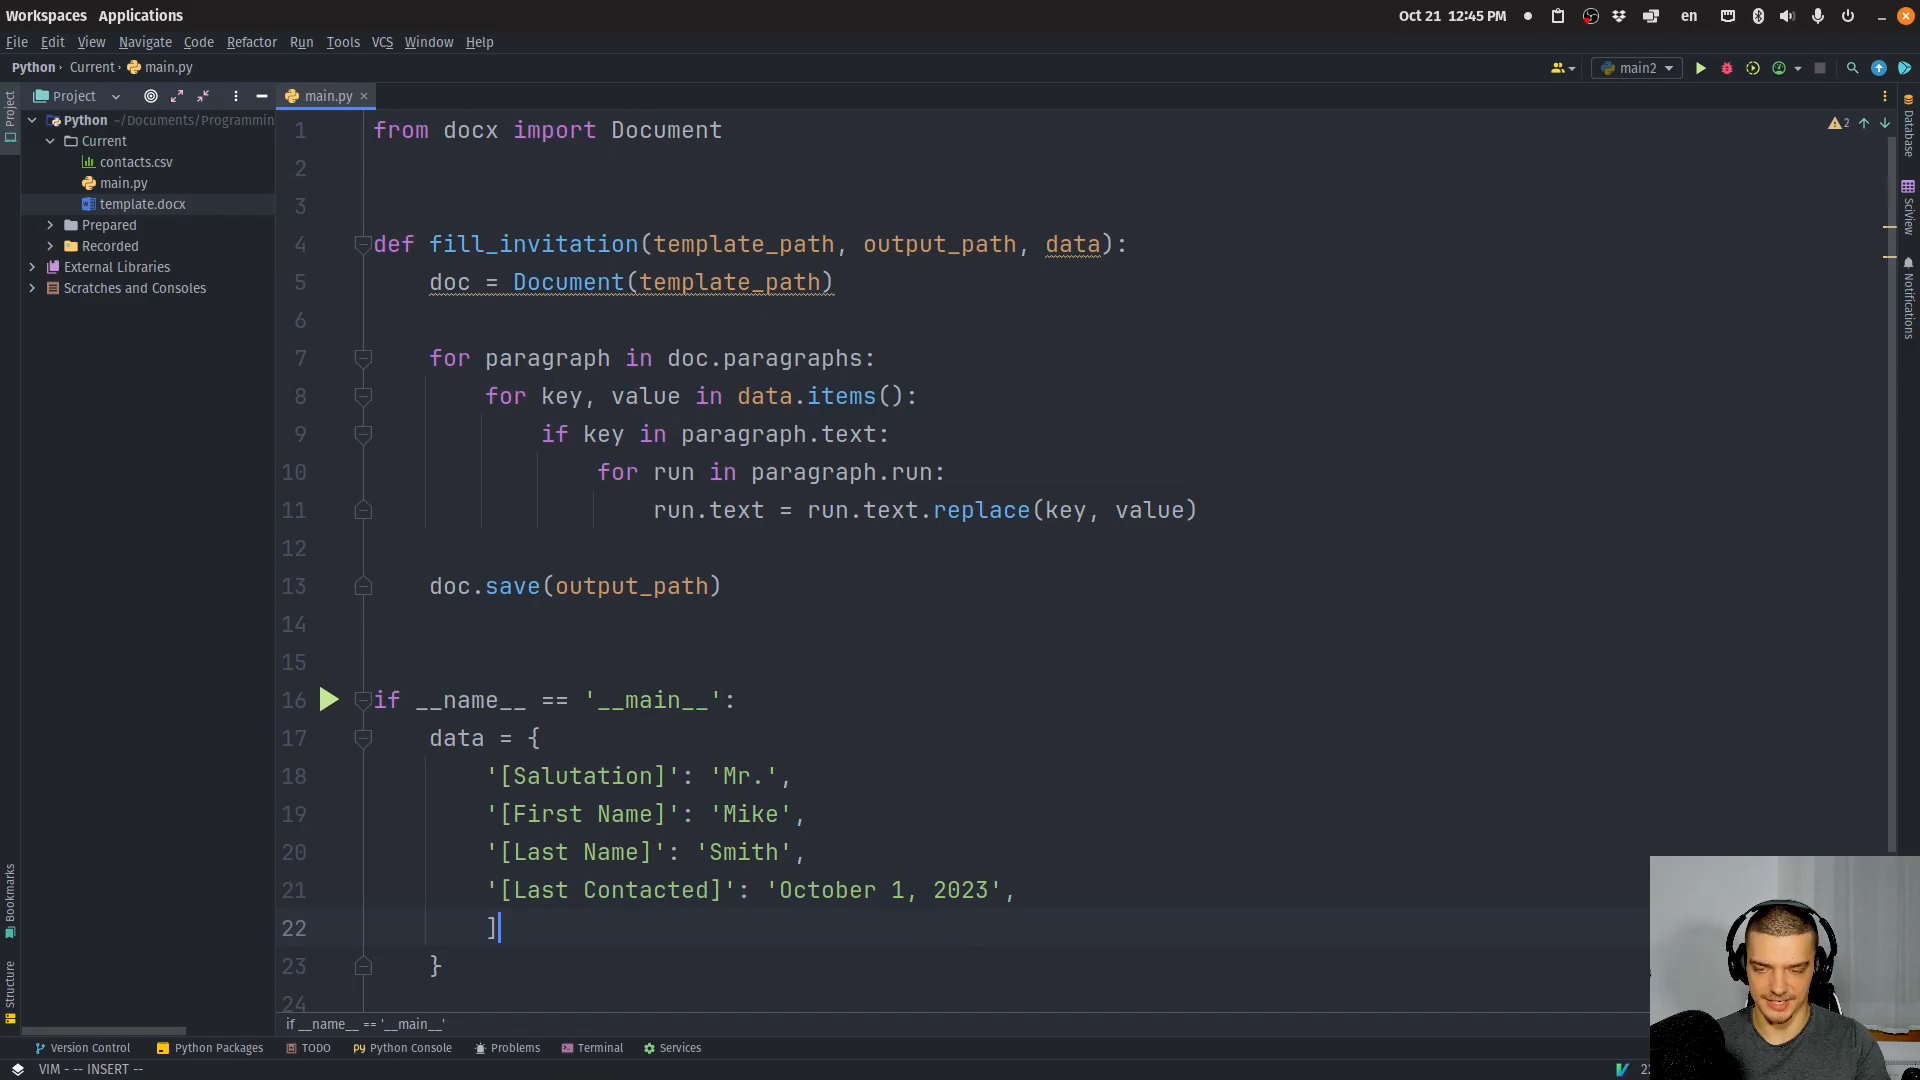 Workspaces Applications Oct 21 12:45 PM en
File Edit View Navigate Code Refactor Run Tools VCS Window Help
Python Current main.py main2
Project main.py
Python ~/Documents/Programmin
Current
contacts.csv
main.py
template.docx
Prepared
Recorded
External Libraries
Scratches and Consoles
Project
Bookmarks
Structure
1 from docx import Document
2
3
4 def fill_invitation(template_path, output_path, data):
5 doc = Document(template_path)
6
7 for paragraph in doc.paragraphs:
8 for key, value in data.items():
9 if key in paragraph.text:
10 for run in paragraph.run:
11 run.text = run.text.replace(key, value)
12
13 doc.save(output_path)
14
15
16 if __name__ == '__main__':
17 data = {
18 '[Salutation]': 'Mr.',
19 '[First Name]': 'Mike',
20 '[Last Name]': 'Smith',
21 '[Last Contacted]': 'October 1, 2023',
22 ]
23 }
24
2
Database
SciView
Notifications
if __name__ == '__main__'
Version Control Python Packages TODO Python Console Problems Terminal Services
VIM - -- INSERT --